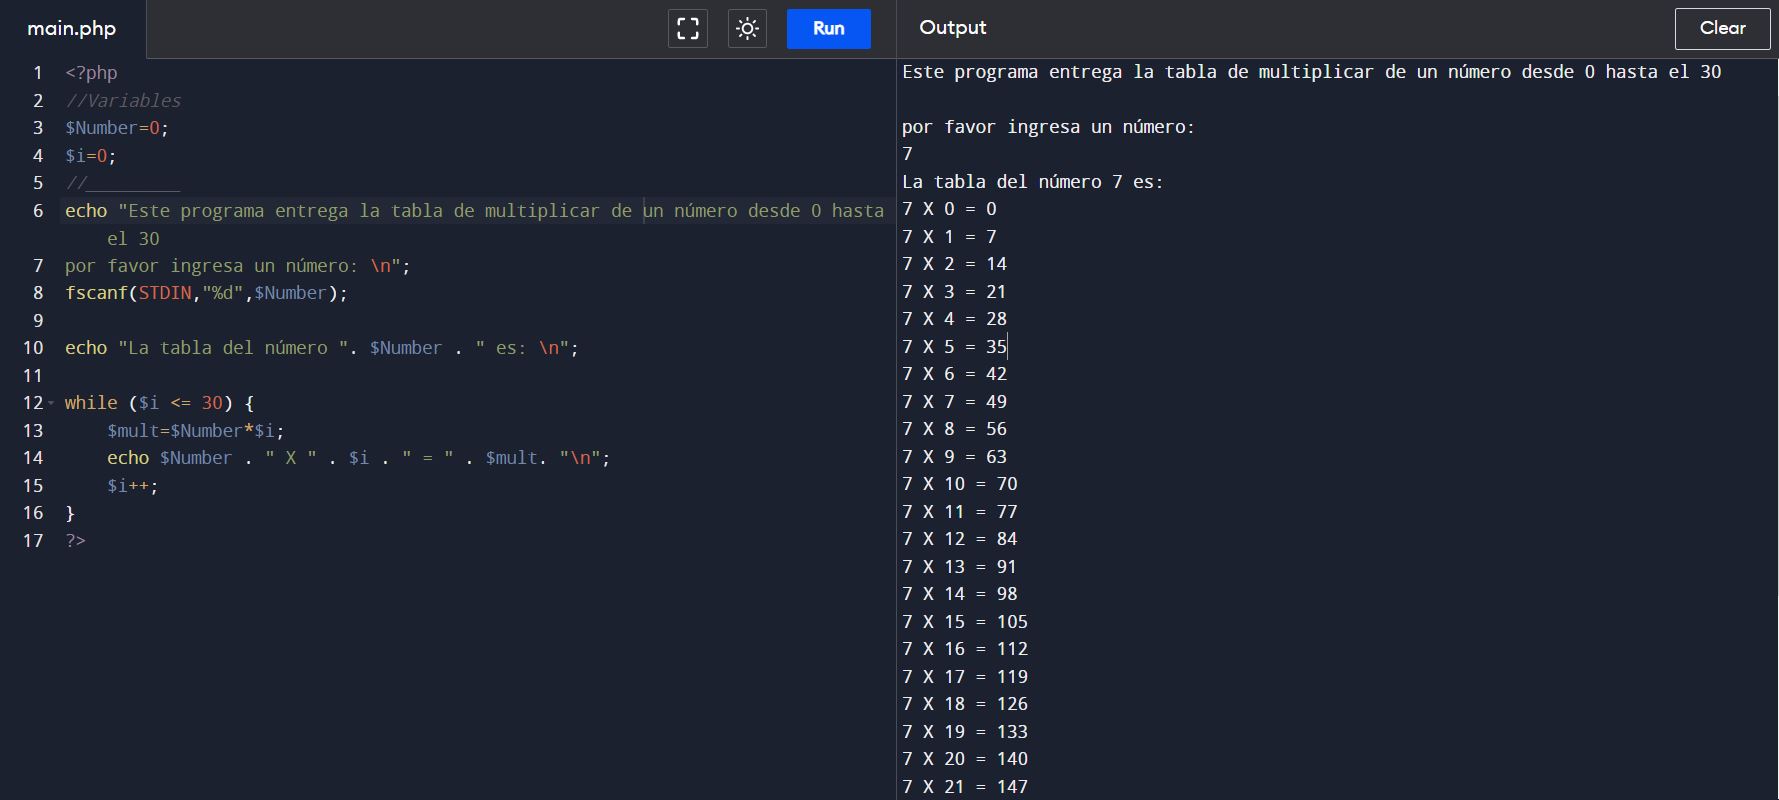 main.php
Run
1 <?php
2 //Variables
3 $Number=0;
4 $i=0;
5 //_________
6 echo "Este programa entrega la tabla de multiplicar de un número desde 0 hasta
el 30
7 por favor ingresa un número: \n";
8 fscanf(STDIN,"%d",$Number);
9
10 echo "La tabla del número ". $Number . " es: \n";
11
12 while ($i <= 30) {
13 $mult=$Number*$i;
14 echo $Number . " X " . $i . " = " . $mult. "\n";
15 $i++;
16 }
17 ?>
Output
Clear
Este programa entrega la tabla de multiplicar de un número desde 0 hasta el 30
por favor ingresa un número:
7
La tabla del número 7 es:
7 X 0 = 0
7 X 1 = 7
7 X 2 = 14
7 X 3 = 21
7 X 4 = 28
7 X 5 = 35
7 X 6 = 42
7 X 7 = 49
7 X 8 = 56
7 X 9 = 63
7 X 10 = 70
7 X 11 = 77
7 X 12 = 84
7 X 13 = 91
7 X 14 = 98
7 X 15 = 105
7 X 16 = 112
7 X 17 = 119
7 X 18 = 126
7 X 19 = 133
7 X 20 = 140
7 X 21 = 147